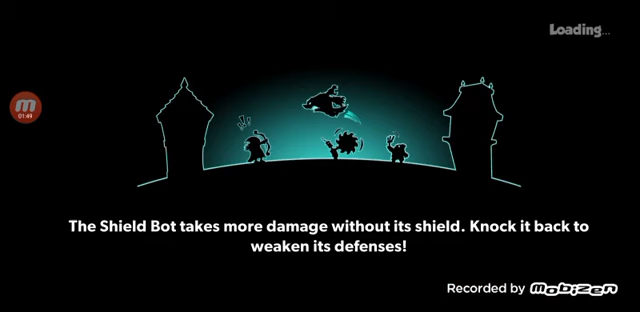 Loading...
01:49
The Shield Bot takes more damage without its shield. Knock it back to
weaken its defenses!
Recorded by mobizen